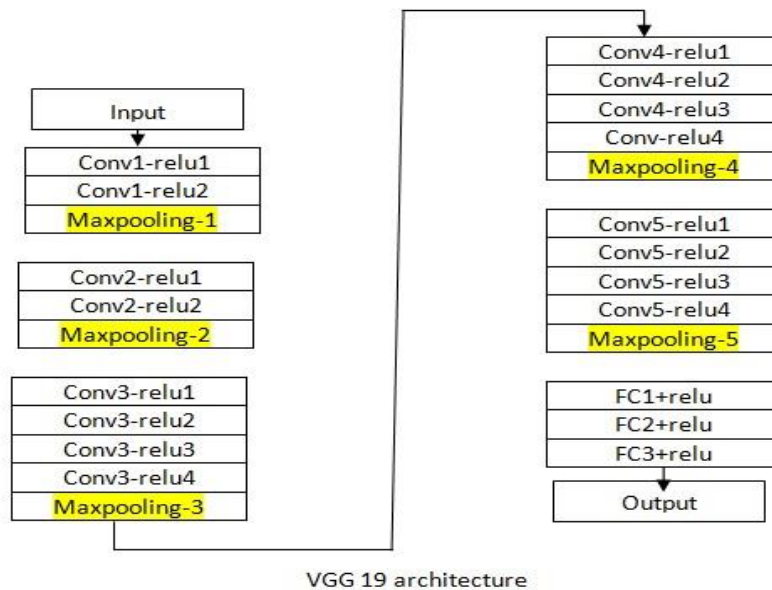 Input
Conv1-relu1
Conv1-relu2
Maxpooling-1
Conv2-relu1
Conv2-relu2
Maxpooling-2
Conv3-relu1
Conv3-relu2
Conv3-relu3
Conv3-relu4
Maxpooling-3
Conv4-relu1
Conv4-relu2
Conv4-relu3
Conv-relu4
Maxpooling-4
Conv5-relu1
Conv5-relu2
Conv5-relu3
Conv5-relu4
Maxpooling-5
FC1+relu
FC2+relu
FC3+relu
Output
VGG 19 architecture